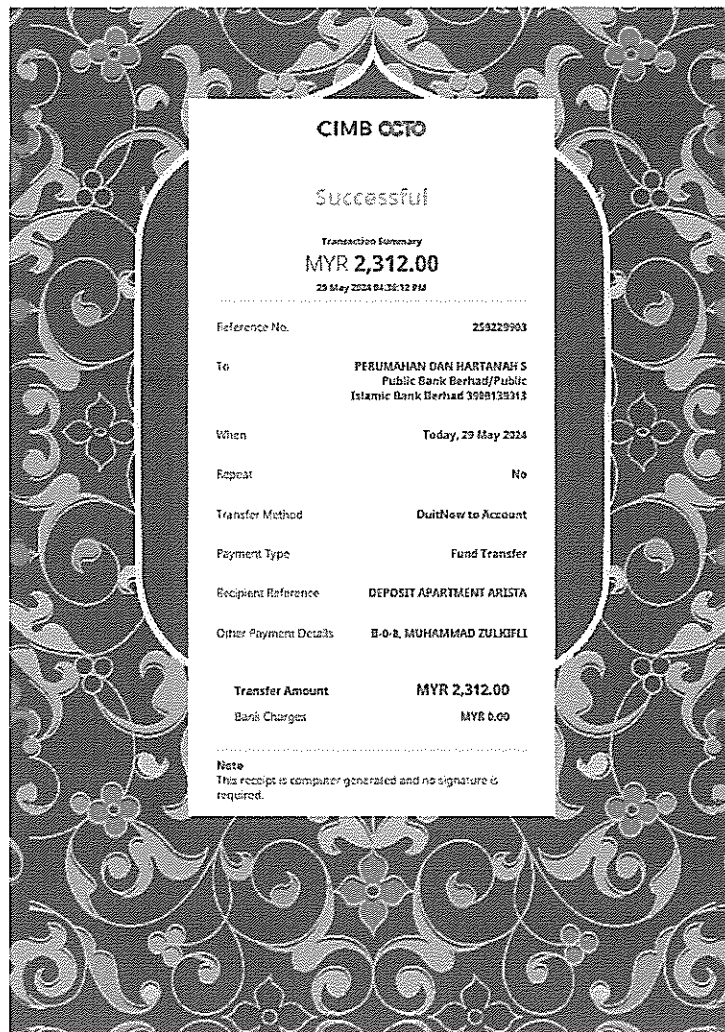 CIMB OCTO
Successful
Transaction Summary
MYR 2,312.00
29 May 2024 04:36:12 PM
Reference No. 259229903
To PERUMAHAN DAN HARTANAH S
Public Bank Berhad/Public
Islamic Bank Berhad
When Today, 29 May 2024
Repeat No
Transfer Method DuitNow to Account
Payment Type Fund Transfer
Recipient Reference DEPOSIT APARTMENT ARISTA
Other Payment Details B-0-8, MUHAMMAD ZULKIFLI
Transfer Amount MYR 2,312.00
Bank Charges MYR 0.00
Note
This receipt is computer generated and no signature is
required.